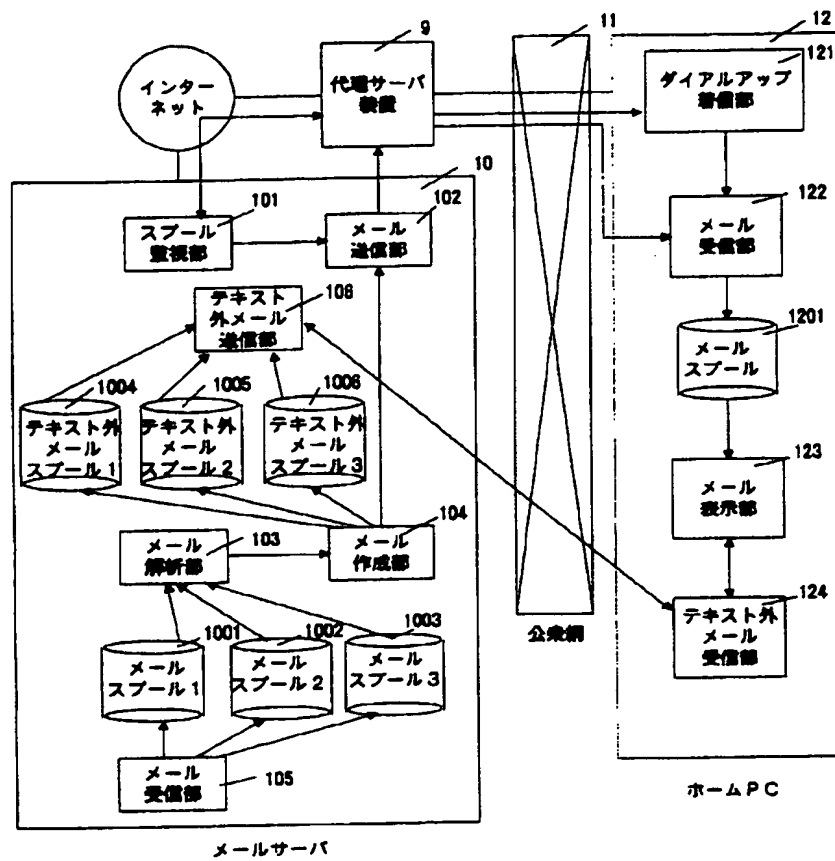 9
11
12
インター
ネット
代理サーバ
装置
121
ダイアルアップ
着信部
10
101
スプール
監視部
102
メール
送信部
122
メール
受信部
106
テキスト
外メール
送信部
1201
メール
スプール
1004
テキスト外
メール
スプール1
1005
テキスト外
メール
スプール2
1006
テキスト外
メール
スプール3
123
メール
表示部
103
メール
解析部
104
メール
作成部
124
テキスト外
メール
受信部
公衆網
1001
メール
スプール1
1002
メール
スプール2
1003
メール
スプール3
メール
受信部
105
ホームPC
メールサーバ